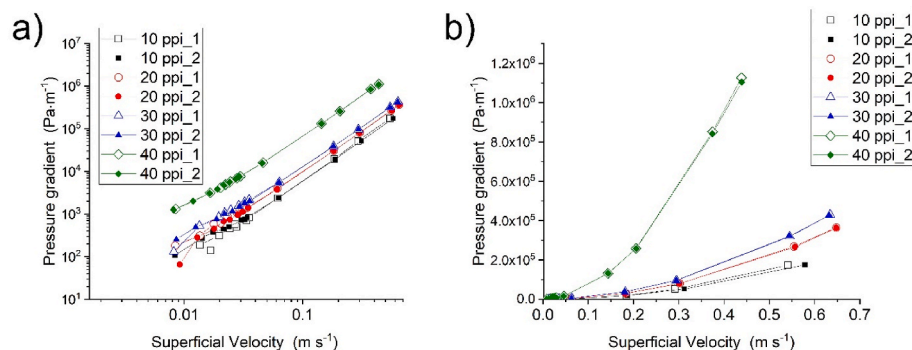 a)
10 ppi_1
10 ppi_2
20 ppi_1
20 ppi_2
30 ppi_1
30 ppi_2
40 ppi_1
40 ppi_2
Pressure gradient (Pa·m⁻¹)
10⁷
10⁶
10⁵
10⁴
10³
10²
10¹
0.01
0.1
Superficial Velocity (m s⁻¹)
b)
10 ppi_1
10 ppi_2
20 ppi_1
20 ppi_2
30 ppi_1
30 ppi_2
40 ppi_1
40 ppi_2
Pressure gradient (Pa·m⁻¹)
1.2x10⁶
1.0x10⁶
8.0x10⁵
6.0x10⁵
4.0x10⁵
2.0x10⁵
0.0
0.0 0.1 0.2 0.3 0.4 0.5 0.6 0.7
Superficial Velocity (m s⁻¹)